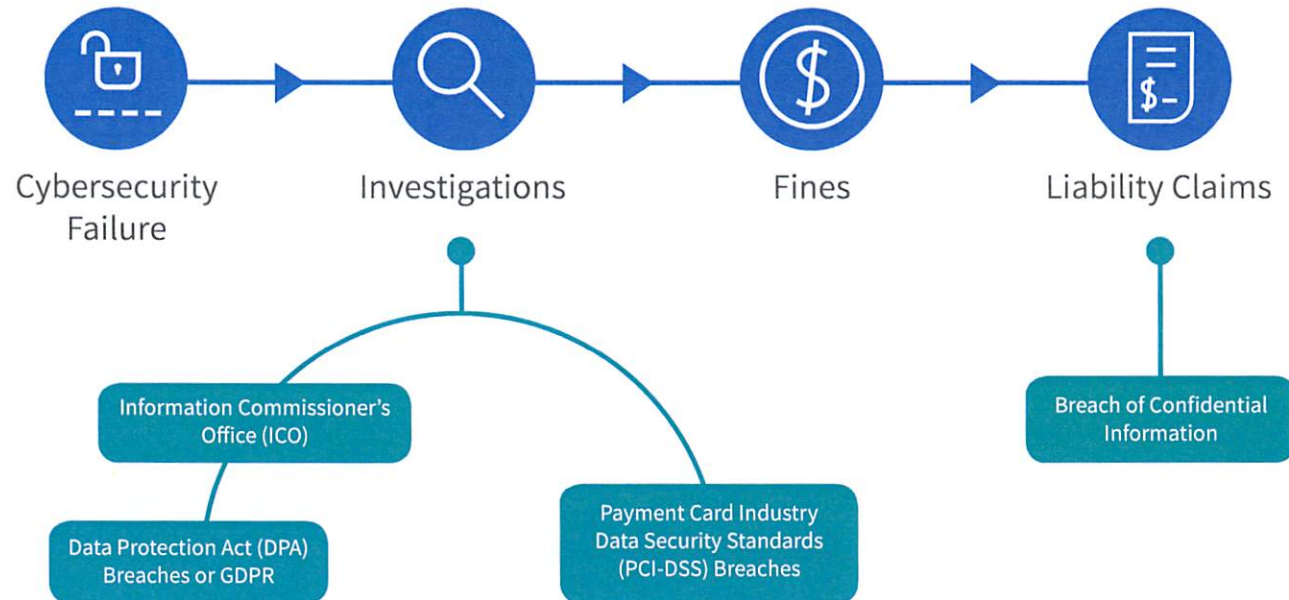 Cybersecurity
Failure
Investigations
Fines
Liability Claims
Information Commissioner's
Office (ICO)
Data Protection Act (DPA)
Breaches or GDPR
Payment Card Industry
Data Security Standards
(PCI-DSS) Breaches
Breach of Confidential
Information